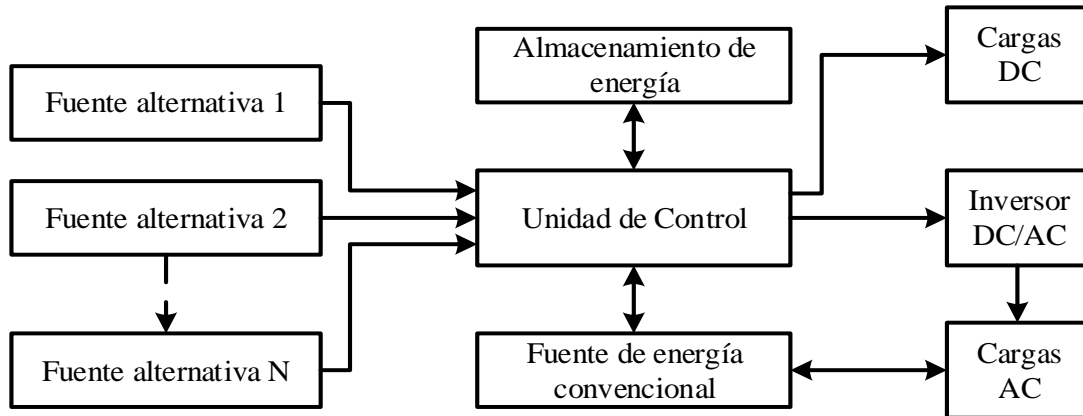 Fuente alternativa 1
Fuente alternativa 2
Fuente alternativa N
Almacenamiento de
energía
Unidad de Control
Fuente de energía
convencional
Cargas
DC
Inversor
DC/AC
Cargas
AC